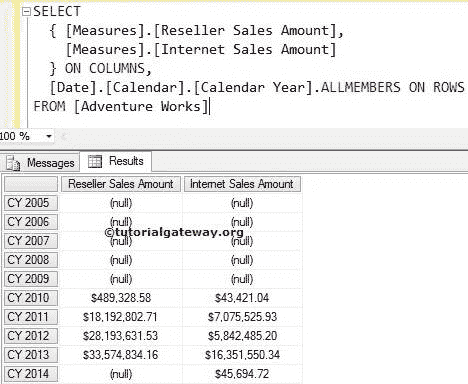 SELECT
{ [Measures].[Reseller Sales Amount],
[Measures].[Internet Sales Amount]
} ON COLUMNS,
[Date].[Calendar].[Calendar Year].ALLMEMBERS ON ROWS
FROM [Adventure Works]
100 %
Messages Results
Reseller Sales Amount Internet Sales Amount
CY 2005 (null) (null)
CY 2006 (null) (null)
©tutorialgateway.org
CY 2007 (null) (null)
CY 2008 (null) (null)
CY 2009 (null) (null)
CY 2010 $489,328.58 $43,421.04
CY 2011 $18,192,802.71 $7,075,525.93
CY 2012 $28,193,631.53 $5,842,485.20
CY 2013 $33,574,834.16 $16,351,550.34
CY 2014 (null) $45,694.72